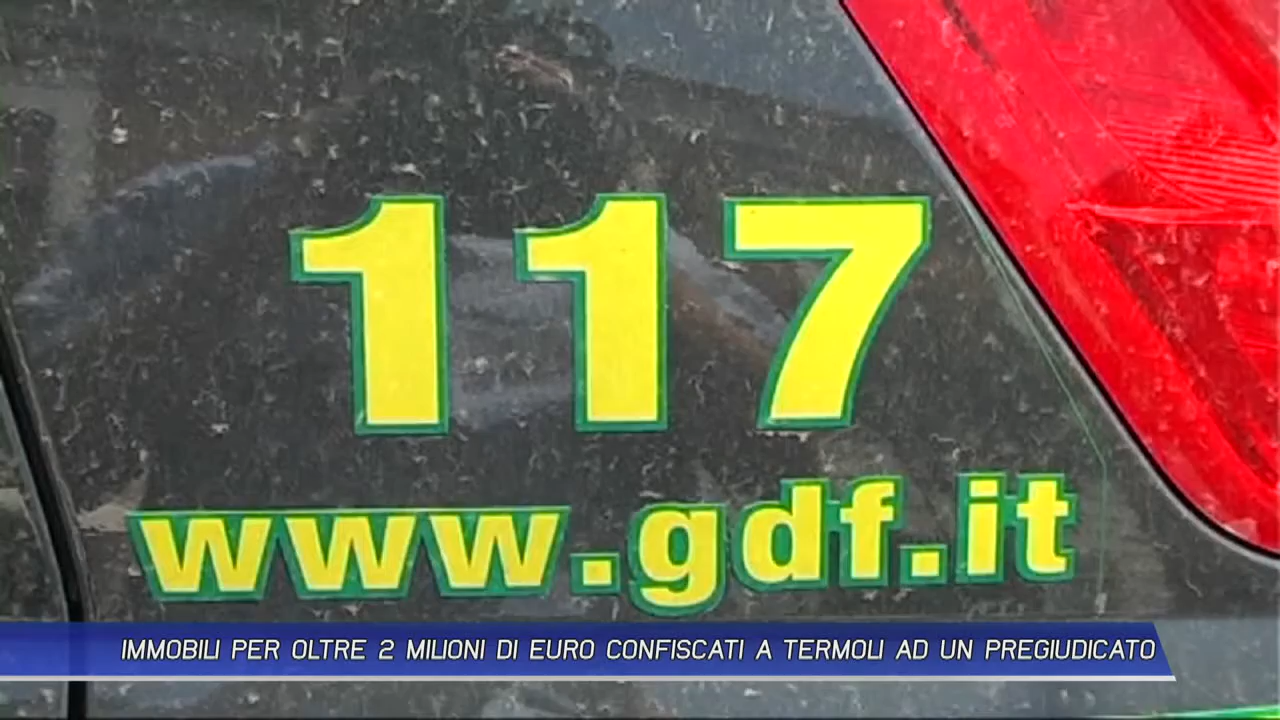 117
www.gdf.it
IMMOBILI PER OLTRE 2 MILIONI DI EURO CONFISCATI A TERMOLI AD UN PREGIUDICATO